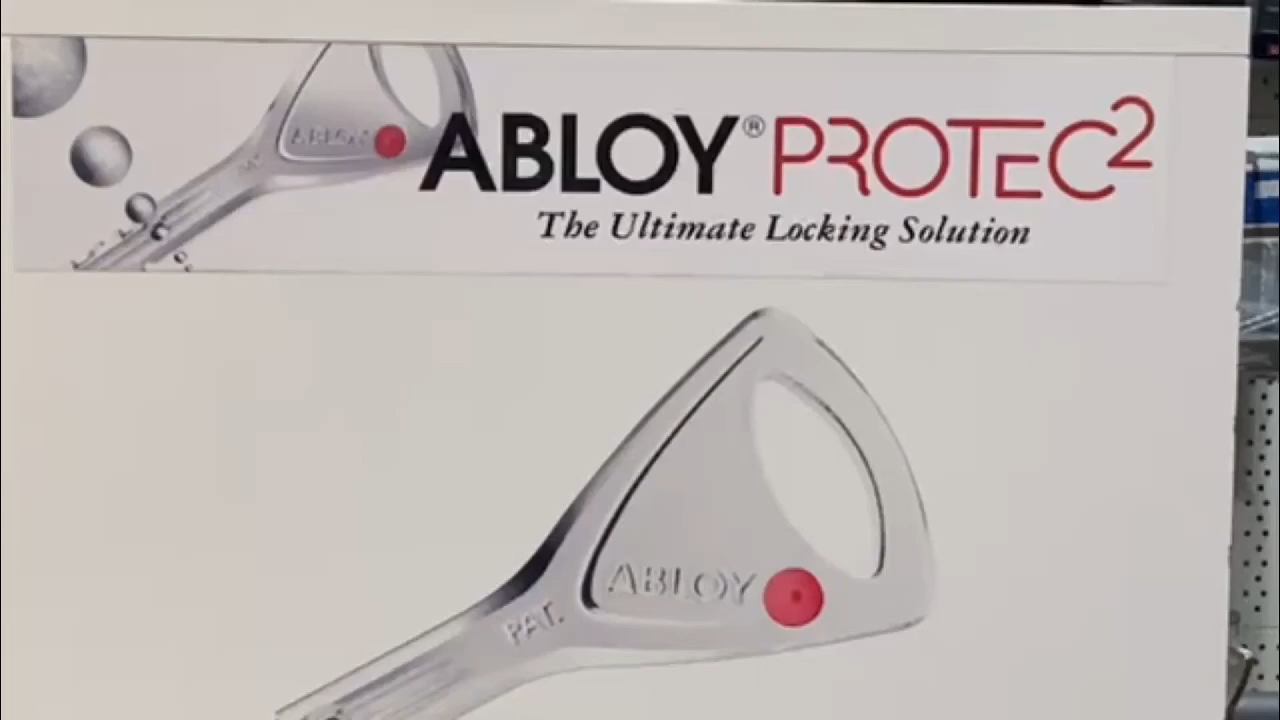 ABLOY
ABLOY® PROTEC²
The Ultimate Locking Solution
ABLOY
PAT.